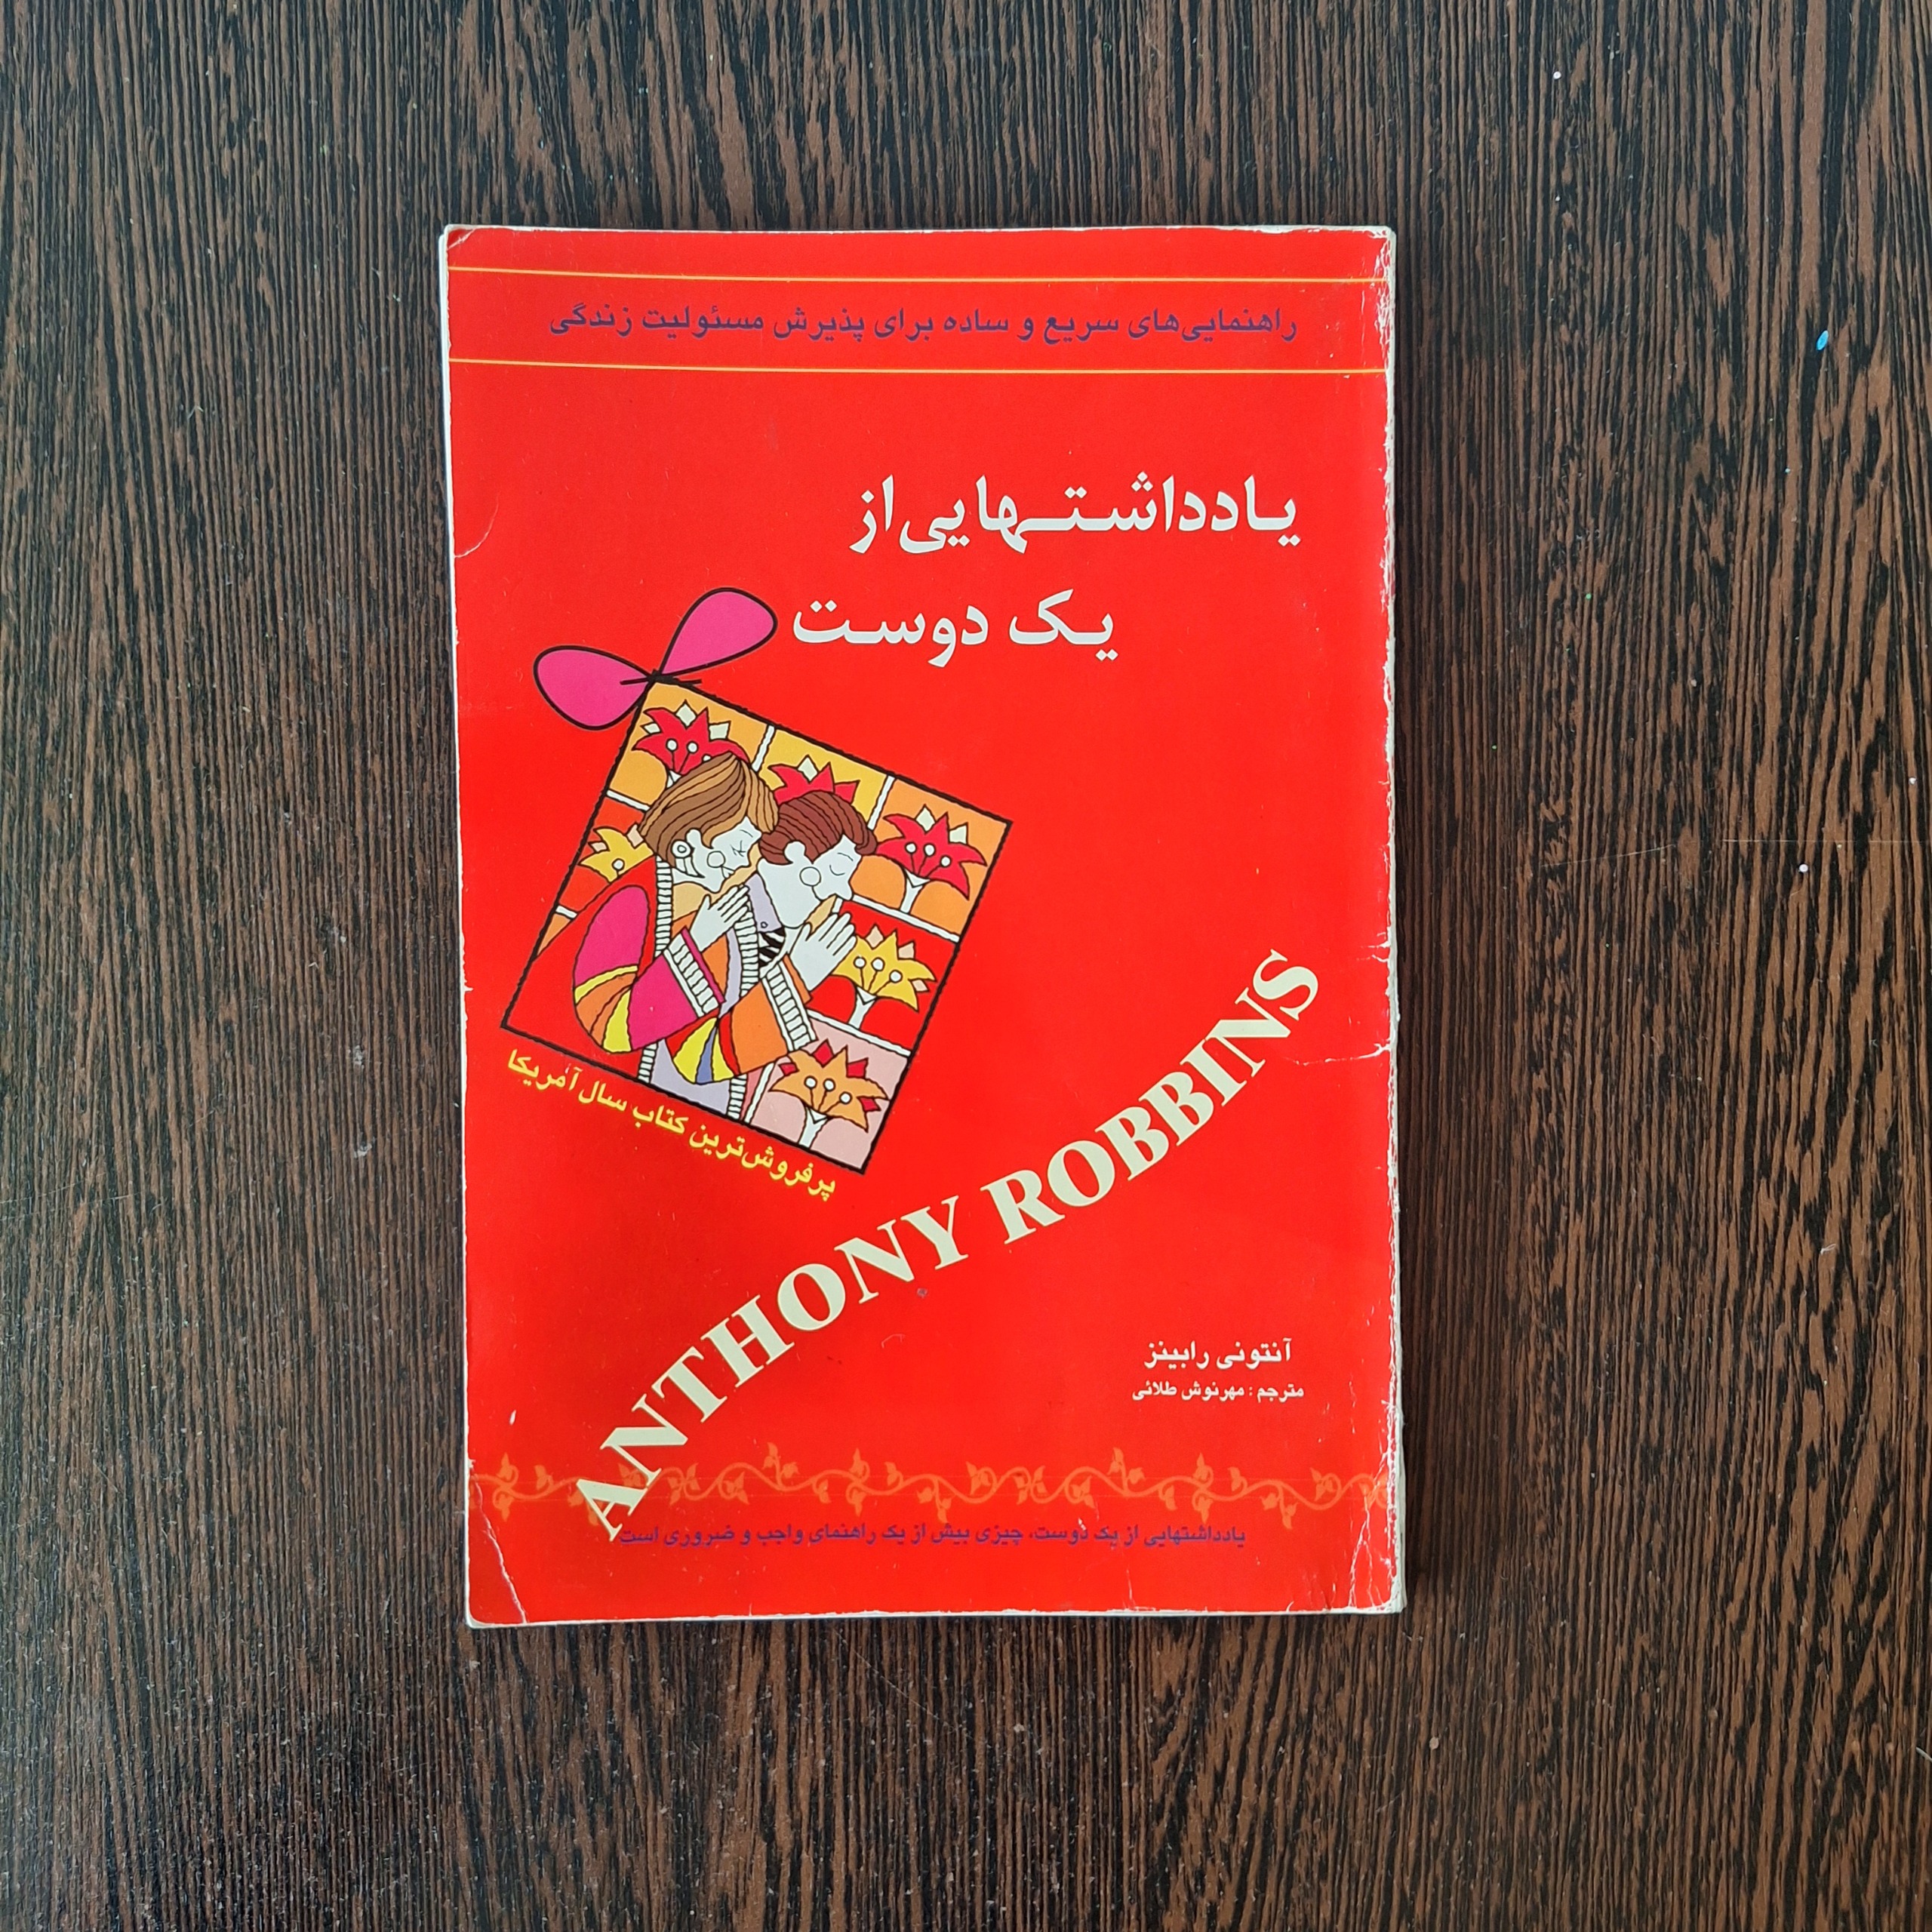 راهنمایی‌های سریع و ساده برای پذیرش مسئولیت زندگی
یادداشتهایی از
یک دوست
پرفروش‌ترین کتاب سال آمریکا
ANTHONY ROBBINS
آنتونی رابینز
مترجم : مهرنوش طلائی
یادداشتهایی از یک دوست، چیزی بیش از یک راهنمای واجب و ضروری است